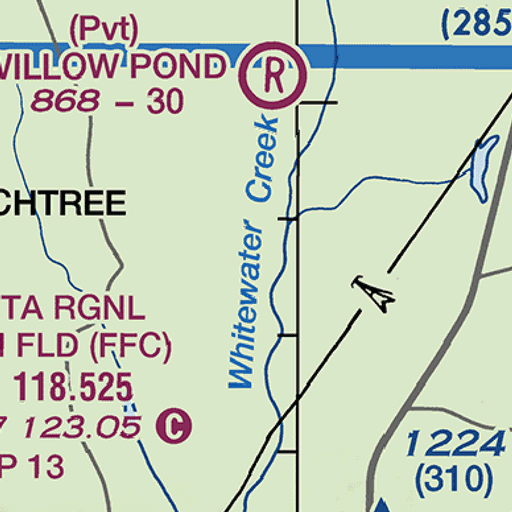 (Pvt)
WILLOW POND
868 – 30
R
(285
Whitewater Creek
CHTREE
TA RGNL
FLD (FFC)
118.525
7 123.05 C
P 13
1224
(310)